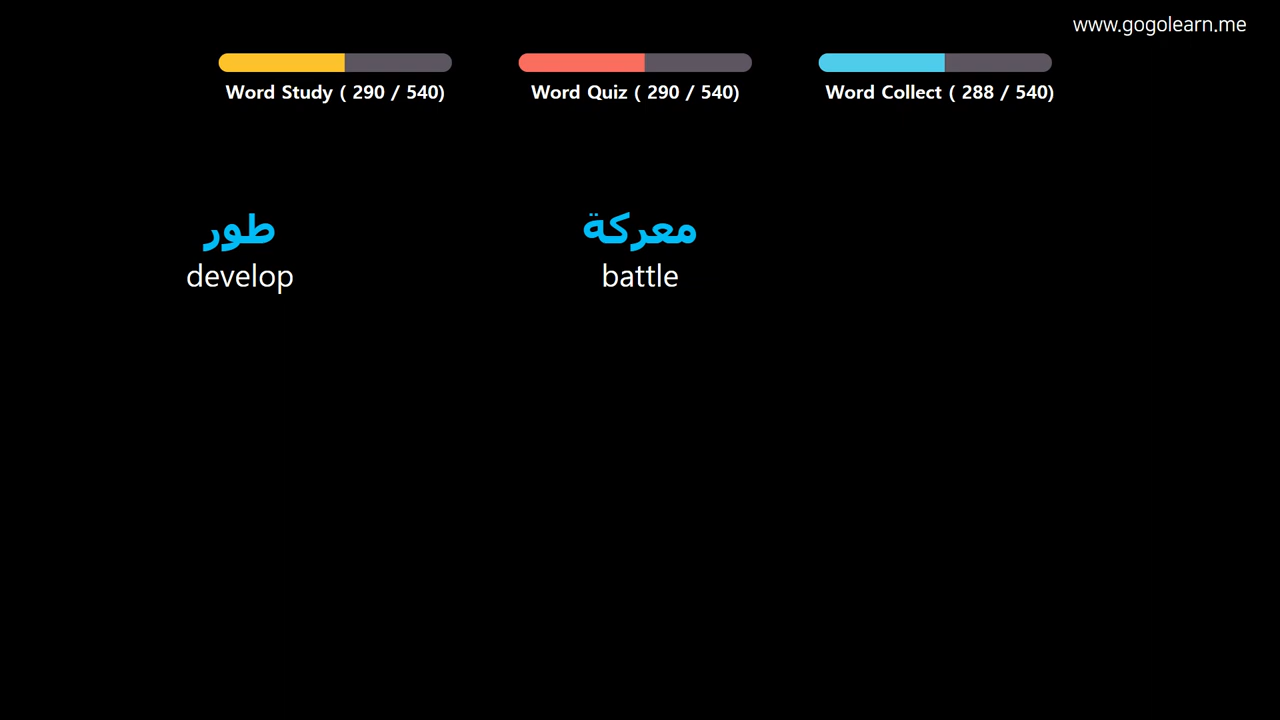 www.gogolearn.me
Word Study ( 290 / 540)
Word Quiz ( 290 / 540)
Word Collect ( 288 / 540)
طور
develop
معركة
battle